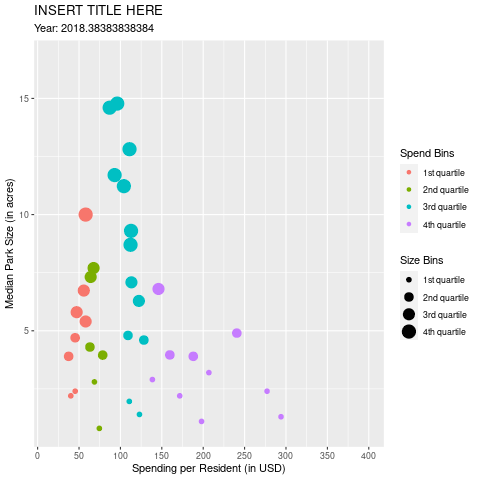 INSERT TITLE HERE
Year: 2018.38383838384
15
10
5
Median Park Size (in acres)
0 50 100 150 200 250 300 350 400
Spending per Resident (in USD)
Spend Bins
1st quartile
2nd quartile
3rd quartile
4th quartile
Size Bins
1st quartile
2nd quartile
3rd quartile
4th quartile